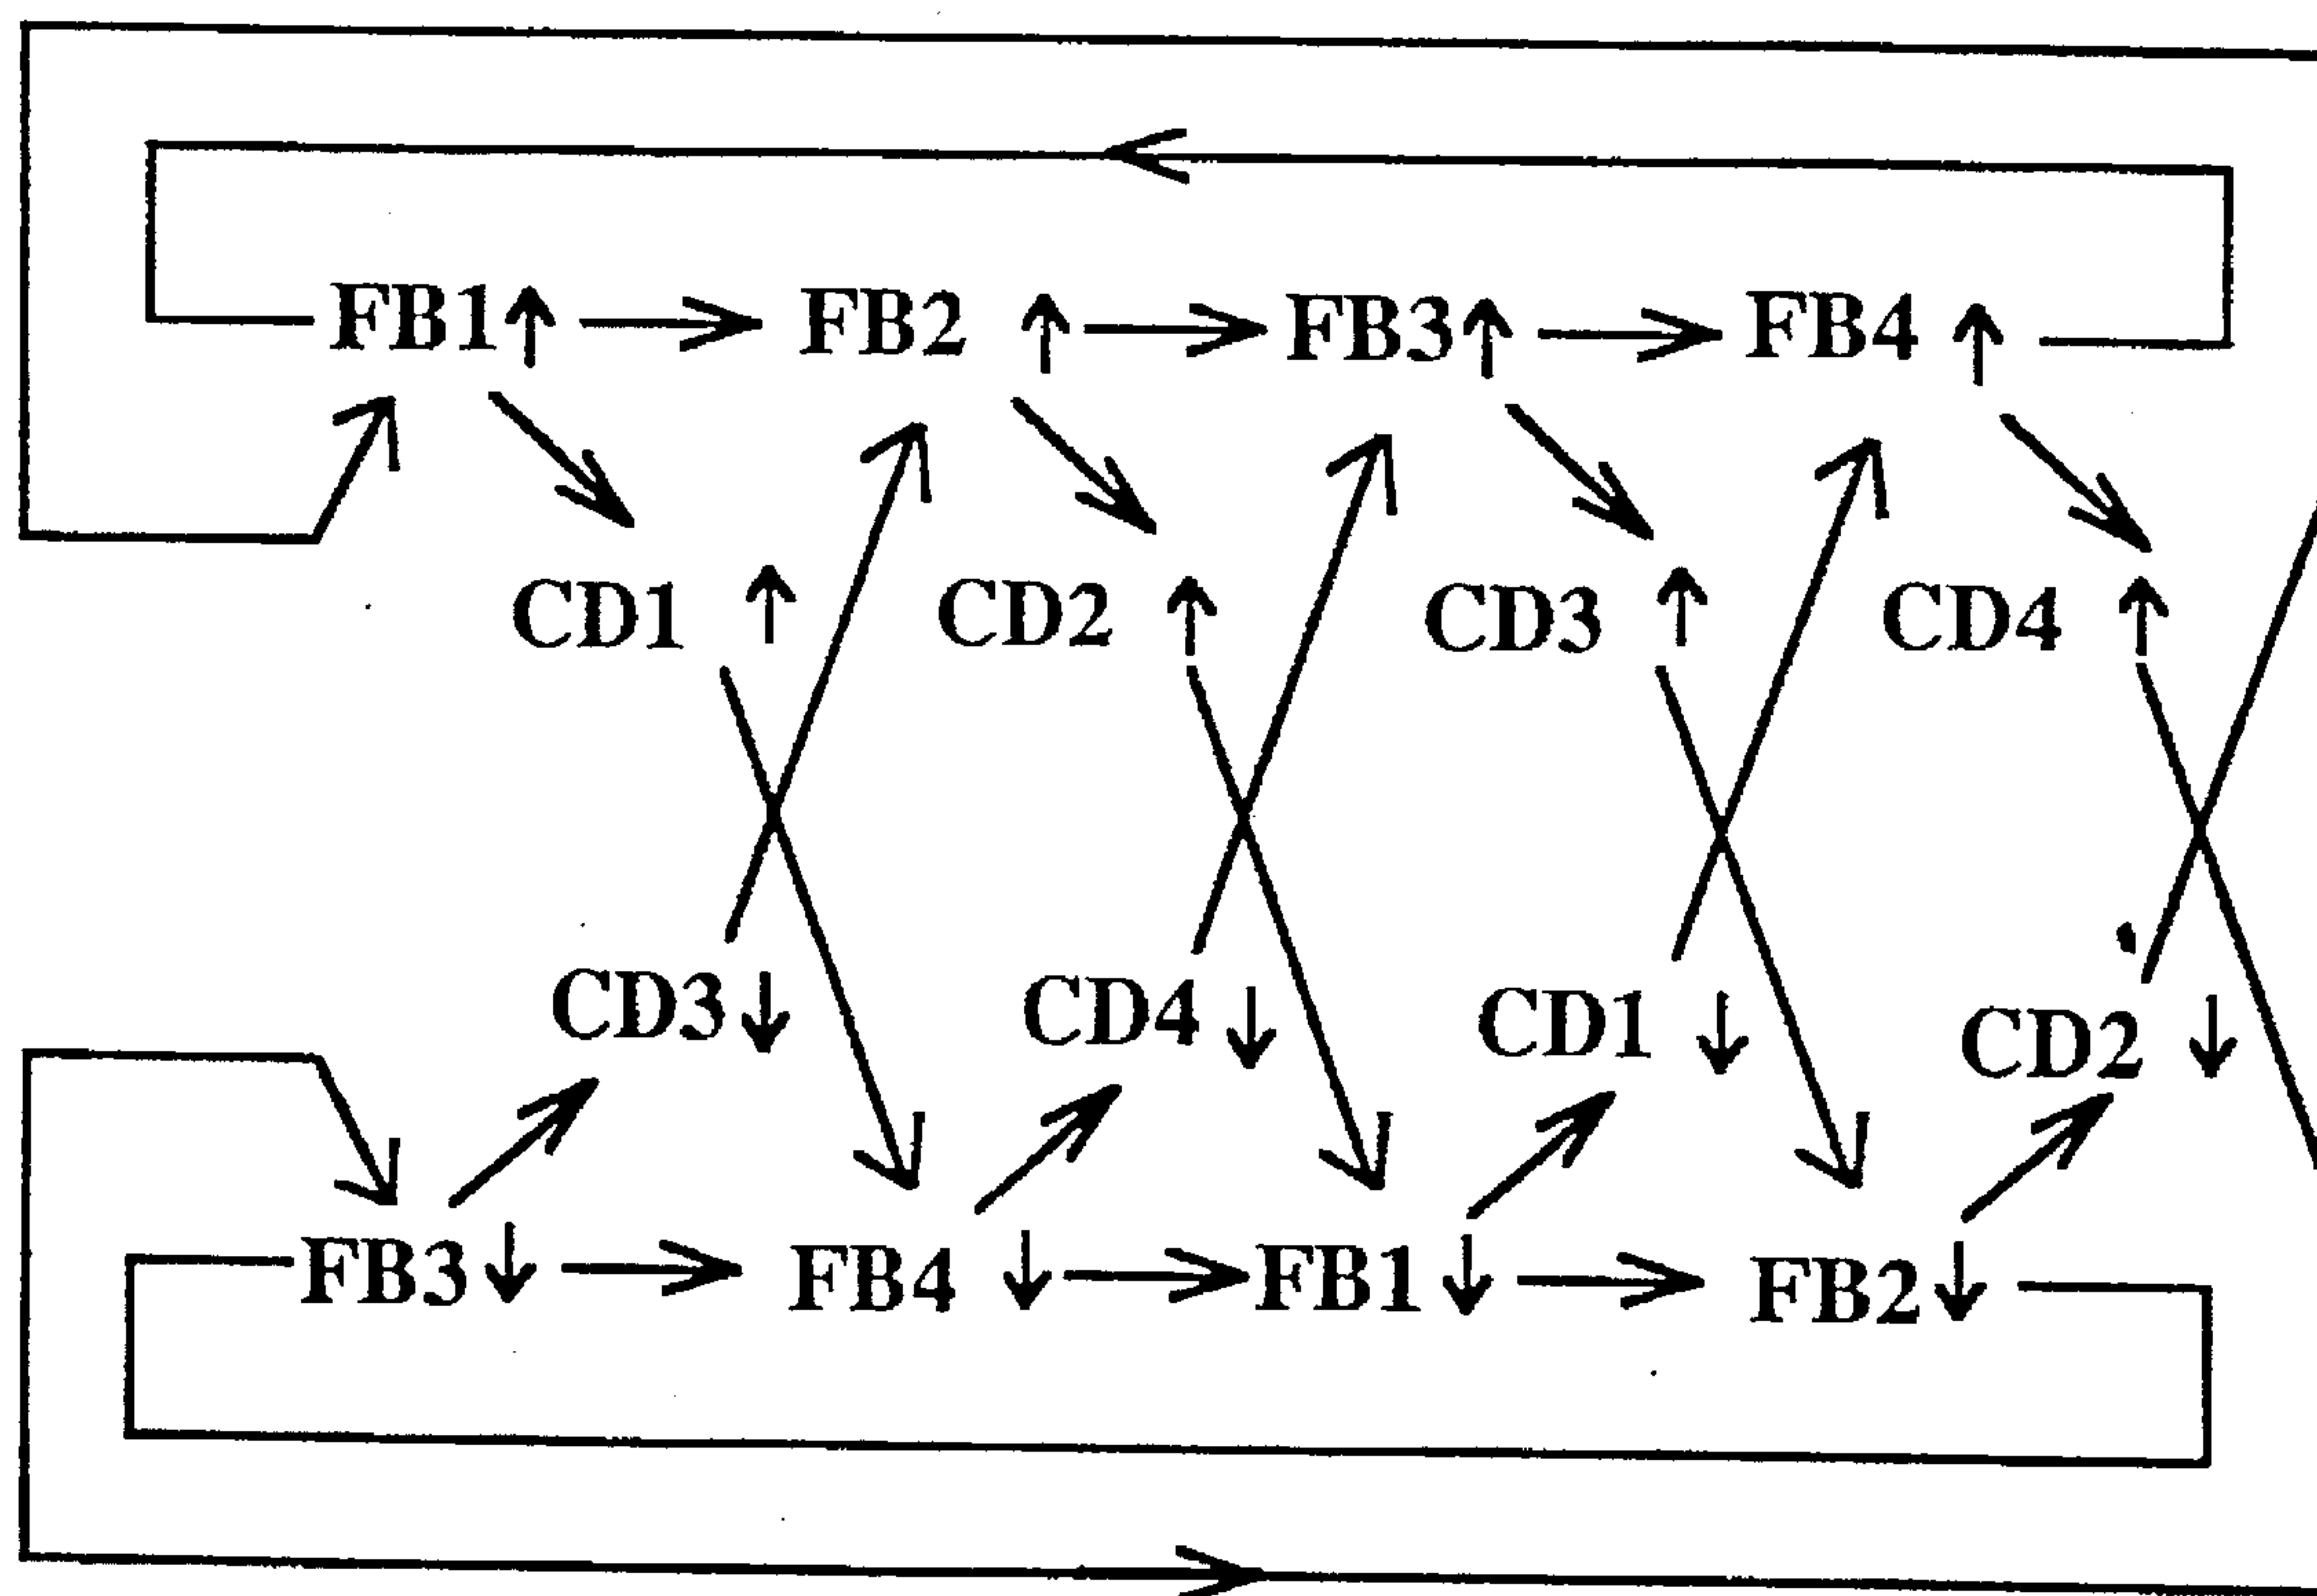 FB1↑ → FB2 ↑ → FB3↑ → FB4 ↑
CD1 ↑ CD2 ↑ CD3 ↑ CD4 ↑
CD3↓ CD4 ↓ CD1 ↓ CD2 ↓
FB3↓ → FB4 ↓ → FB1↓ → FB2↓